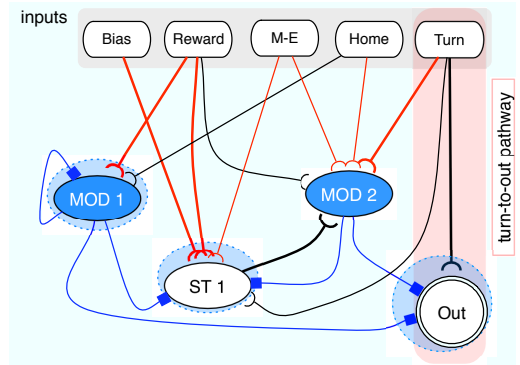 inputs
Bias
Reward
M-E
Home
Turn
turn-to-out pathway
MOD 1
MOD 2
ST 1
Out